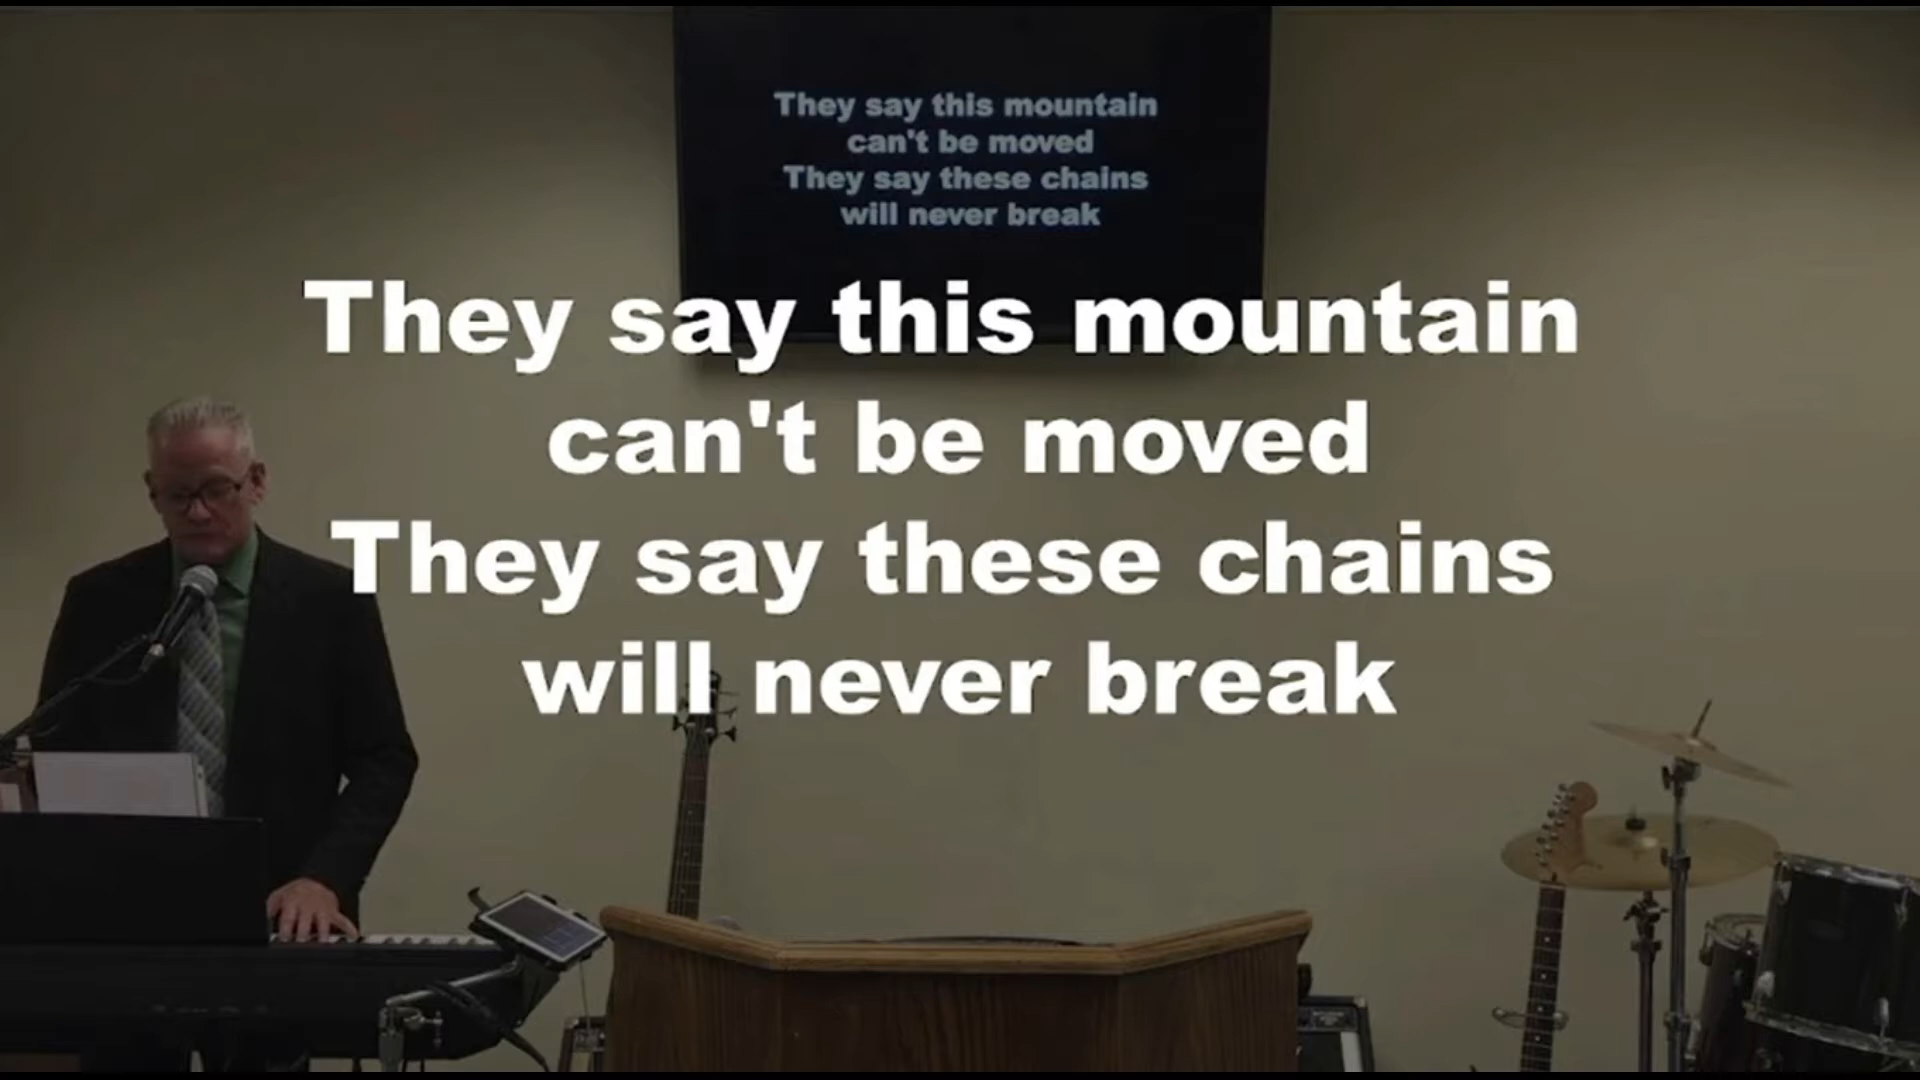 They say this mountain
can't be moved
They say these chains
will never break
They say this mountain
can't be moved
They say these chains
will never break